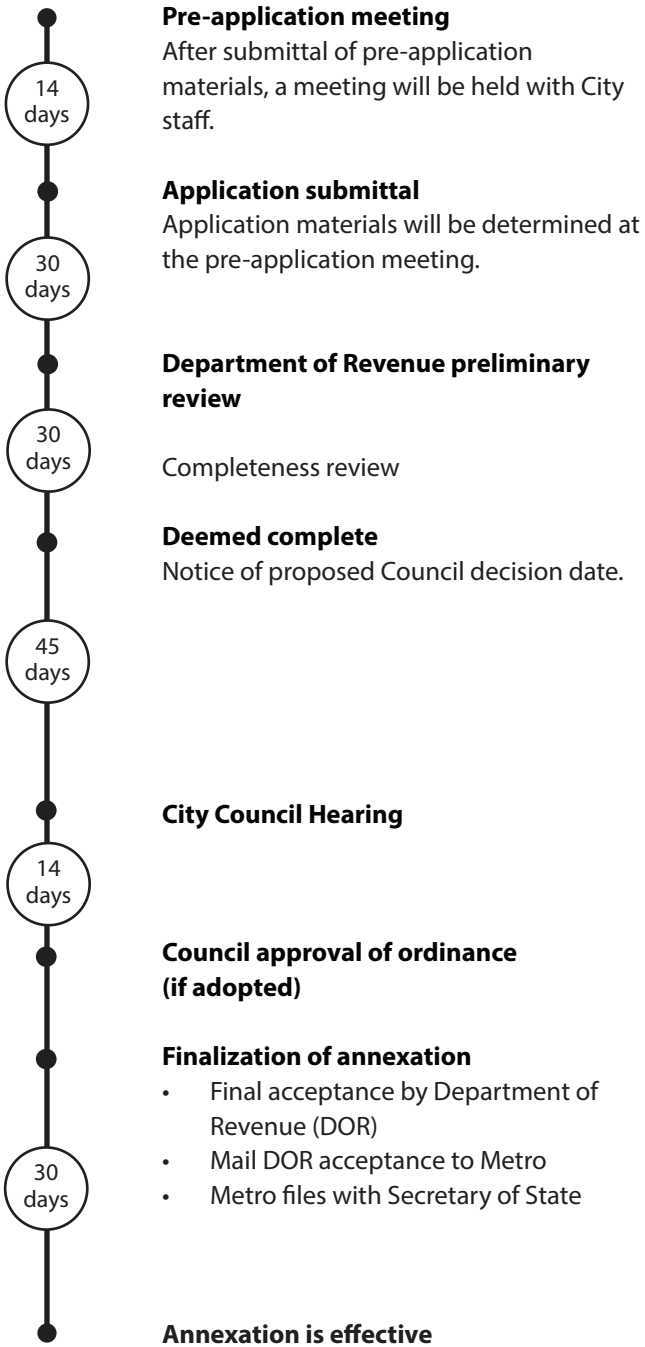 Pre-application meeting
After submittal of pre-application
materials, a meeting will be held with City
staff.
14
days
Application submittal
Application materials will be determined at
the pre-application meeting.
30
days
Department of Revenue preliminary
review
30
days
Completeness review
Deemed complete
Notice of proposed Council decision date.
45
days
City Council Hearing
14
days
Council approval of ordinance
(if adopted)
Finalization of annexation
• Final acceptance by Department of
Revenue (DOR)
• Mail DOR acceptance to Metro
• Metro files with Secretary of State
30
days
Annexation is effective